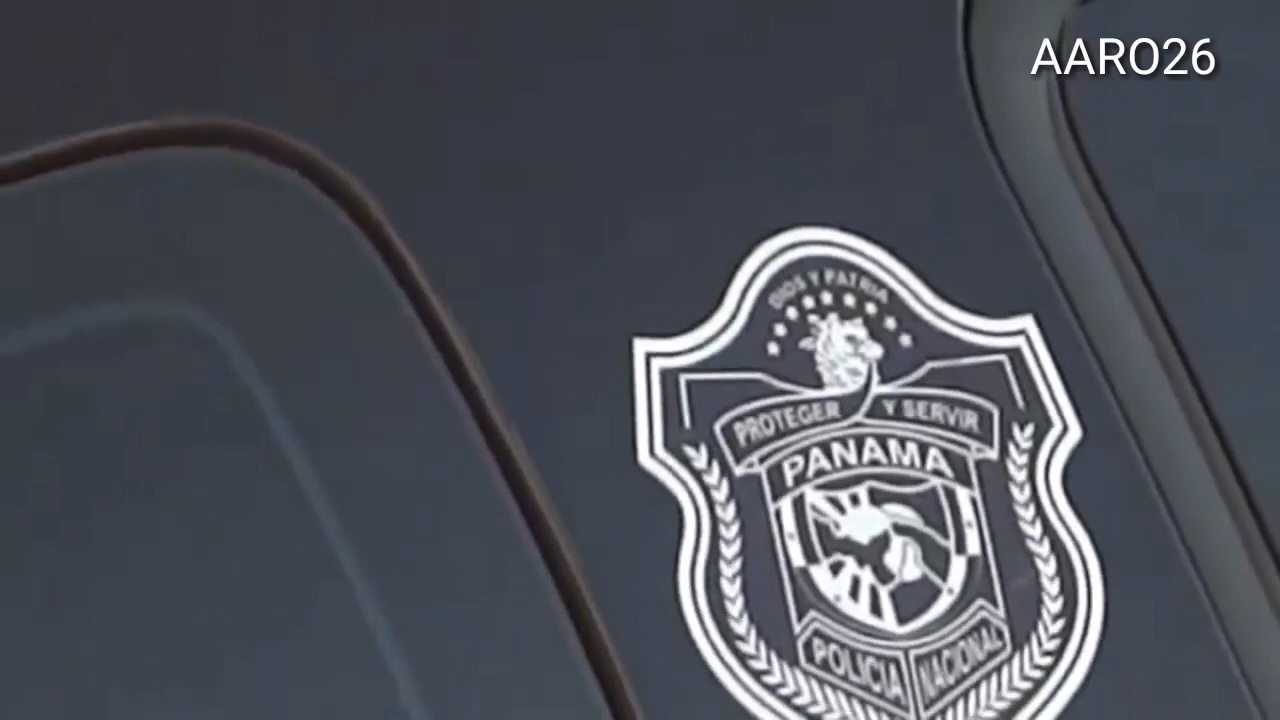 AARO26
DIOS Y PATRIA
PROTEGER Y SERVIR
PANAMA
POLICIA NACIONAL